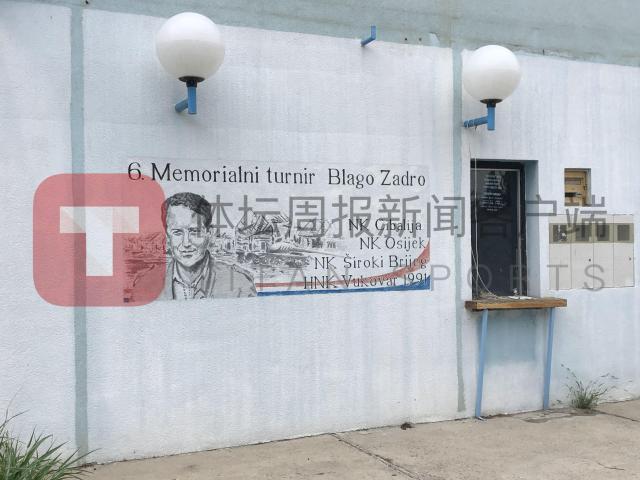 6. Memorialni turnir Blago Zadro
NK Cibalija
NK Osijek
NK Široki Brijeg
HNK Vukovar 1991
T
体坛周报新闻客户端
TITAN SPORTS